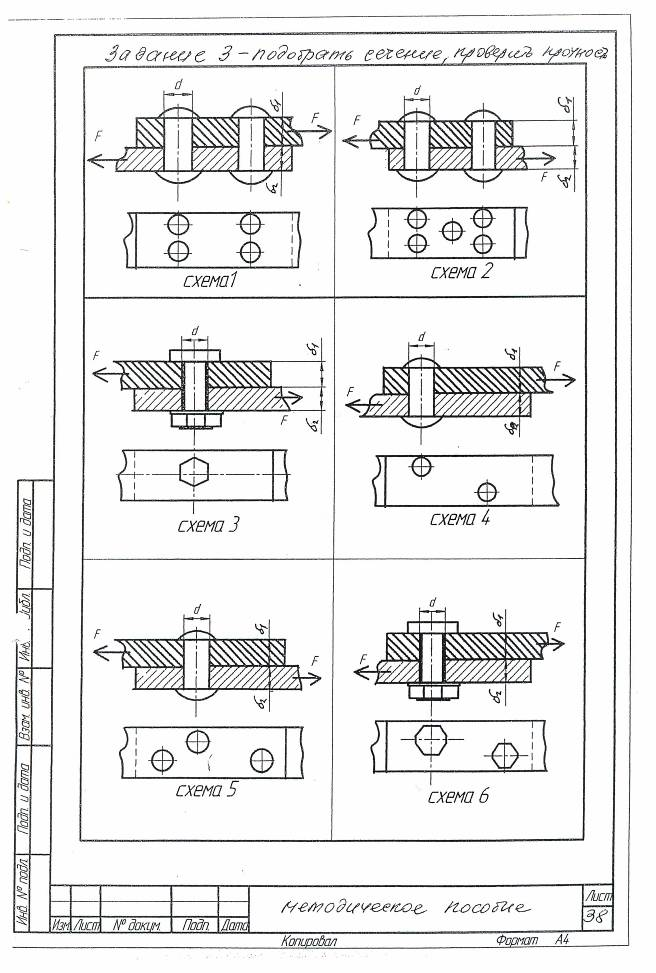 Задание 3 – подобрать сечение, проверить прочность
d
δ1
F
F
δ2
схема1
d
δ1
F
F
δ2
схема 2
d
δ1
F
F
δ2
схема 3
d
δ1
F
F
δ2
схема 4
d
δ1
F
F
δ2
схема 5
d
δ1
F
F
δ2
схема 6
Подп. и дата
Взам. инв. № Инв. дубл.
Подп. и дата
Инв. № подл.
Изм. Лист № докум. Подп. Дата
методическое пособие
Лист
38
Копировал Формат А4